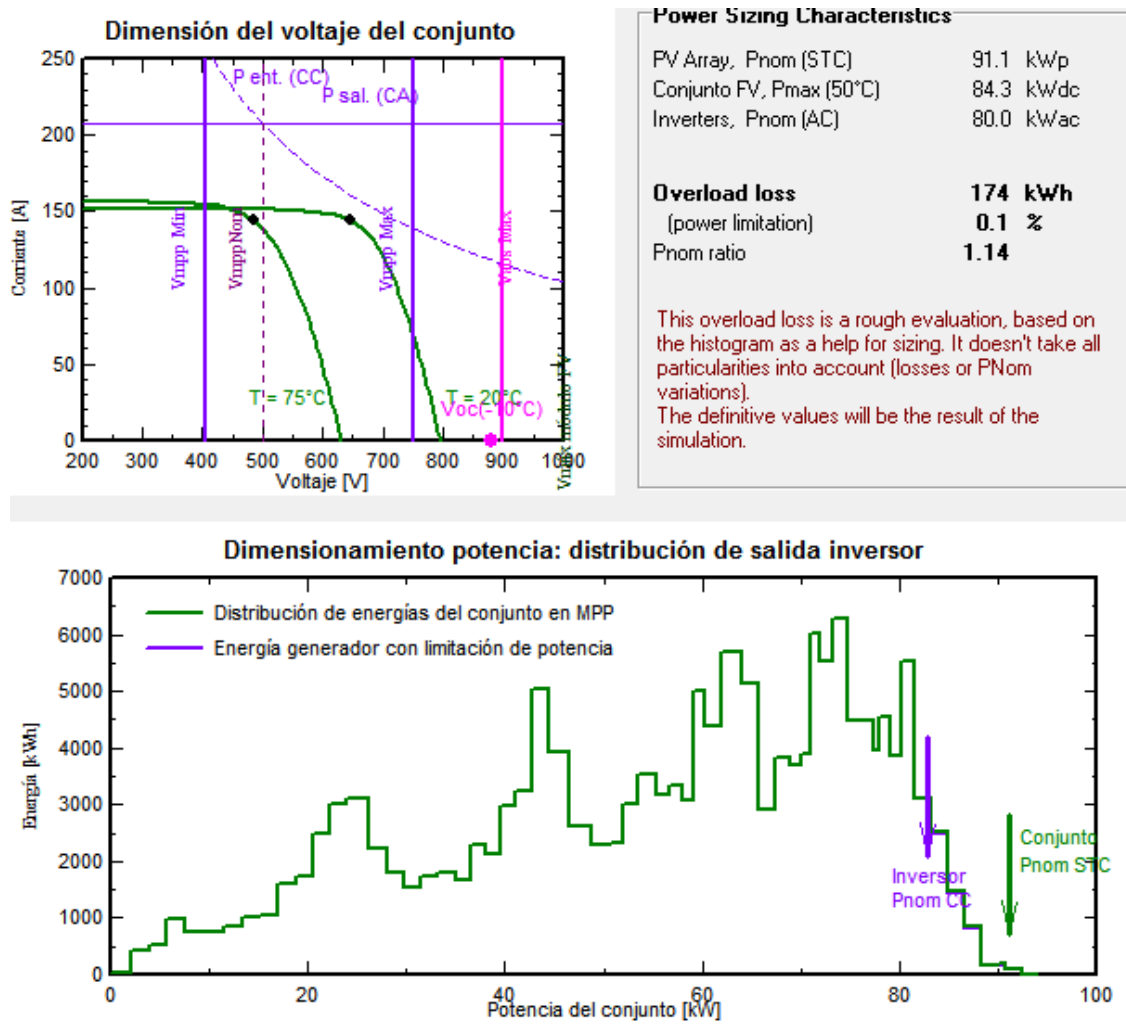 Dimensión del voltaje del conjunto
250
200
150
100
50
0
Corriente [A]
P ent. (CC)
P sal. (CA)
Vmpp Min
VmppNom
Vmpp Max
Vabs Max
T = 75°C
T = 20°C
Voc(-10°C)
Vmax módulo FV
200 300 400 500 600 700 800 900 1000
Voltaje [V]
Power Sizing Characteristics
PV Array, Pnom (STC) 91.1 kWp
Conjunto FV, Pmax (50°C) 84.3 kWdc
Inverters, Pnom (AC) 80.0 kWac
Overload loss 174 kWh
(power limitation) 0.1 %
Pnom ratio 1.14
This overload loss is a rough evaluation, based on
the histogram as a help for sizing. It doesn't take all
particularities into account (losses or PNom
variations).
The definitive values will be the result of the
simulation.
Dimensionamiento potencia: distribución de salida inversor
7000
6000
5000
4000
3000
2000
1000
0
Energía [kWh]
Distribución de energías del conjunto en MPP
Energía generador con limitación de potencia
Inversor
Pnom CC
Conjunto
Pnom STC
0 20 40 60 80 100
Potencia del conjunto [kW]